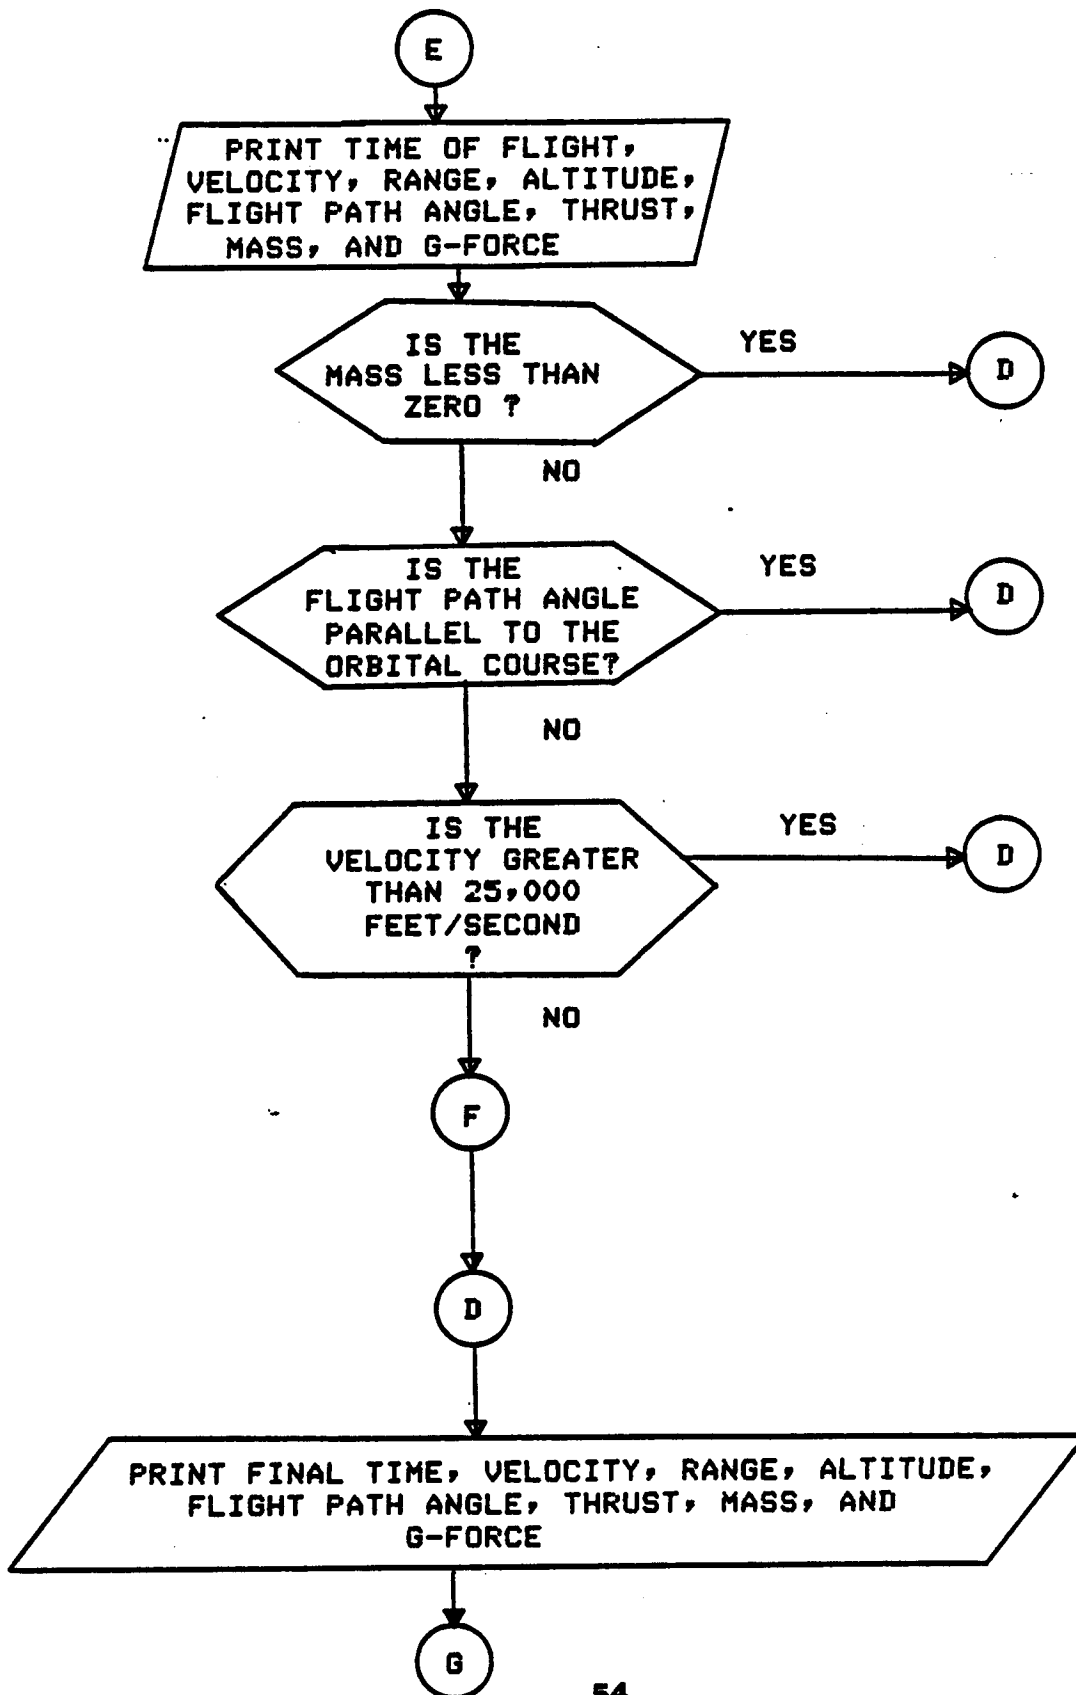 E
PRINT TIME OF FLIGHT,
VELOCITY, RANGE, ALTITUDE,
FLIGHT PATH ANGLE, THRUST,
MASS, AND G-FORCE
IS THE
MASS LESS THAN
ZERO ?
YES
D
NO
IS THE
FLIGHT PATH ANGLE
PARALLEL TO THE
ORBITAL COURSE?
YES
D
NO
IS THE
VELOCITY GREATER
THAN 25,000
FEET/SECOND
?
YES
D
NO
F
D
PRINT FINAL TIME, VELOCITY, RANGE, ALTITUDE,
FLIGHT PATH ANGLE, THRUST, MASS, AND
G-FORCE
G
54